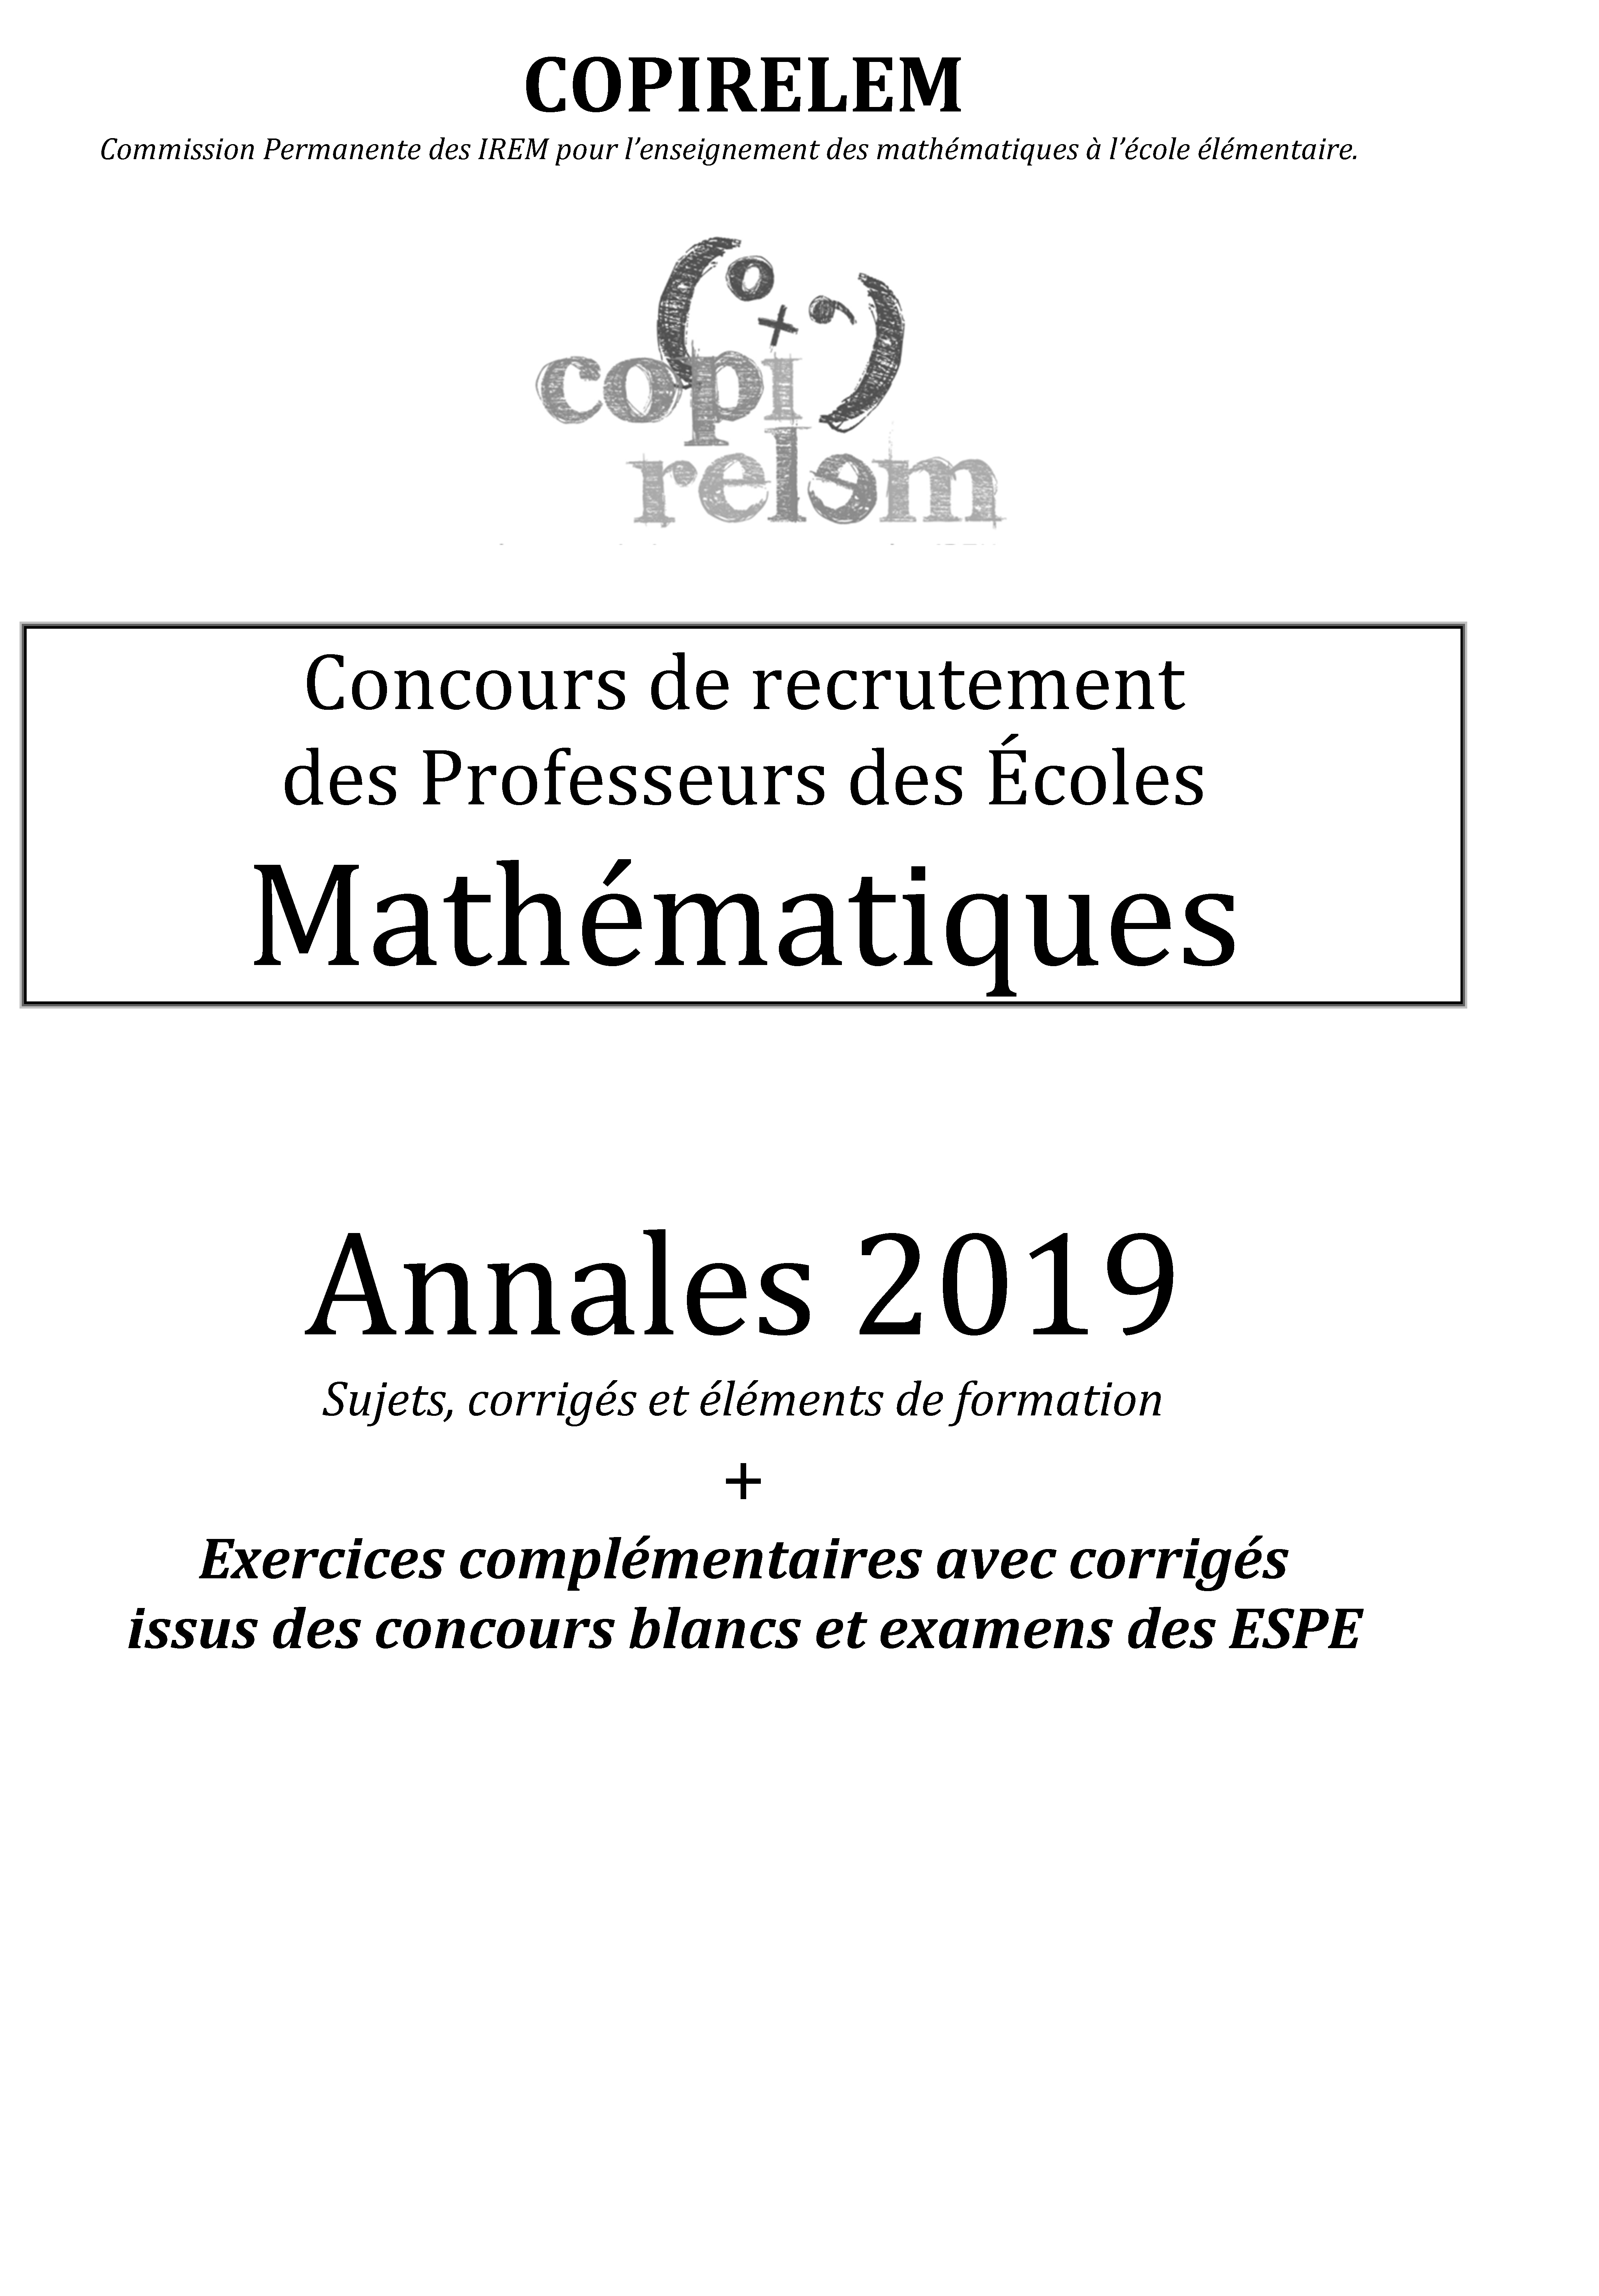 COPIRELEM
Commission Permanente des IREM pour l’enseignement des mathématiques à l’école élémentaire.
copi
relem
Concours de recrutement
des Professeurs des Écoles
Mathématiques
Annales 2019
Sujets, corrigés et éléments de formation
+
Exercices complémentaires avec corrigés
issus des concours blancs et examens des ESPE